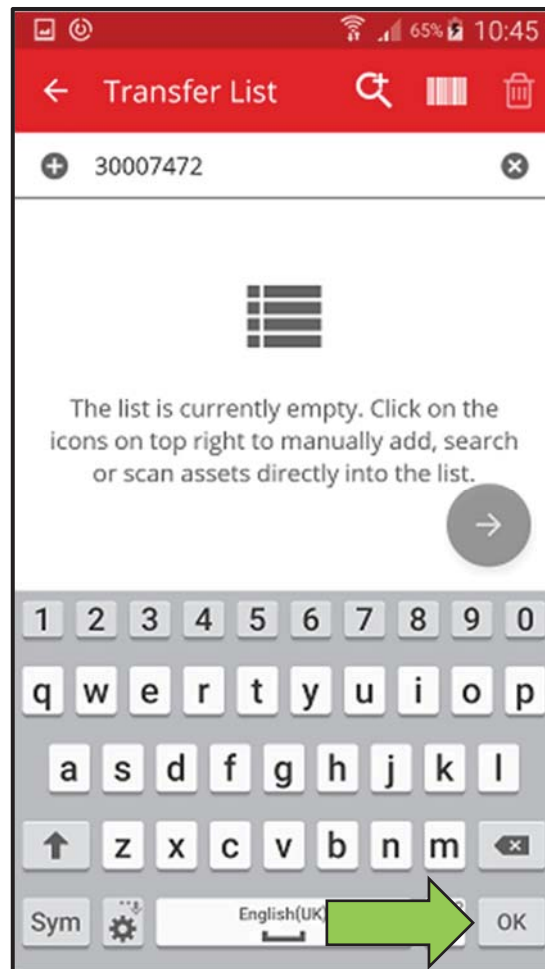 65% 10:45
Transfer List
30007472
The list is currently empty. Click on the
icons on top right to manually add, search
or scan assets directly into the list.
1 2 3 4 5 6 7 8 9 0
q w e r t y u i o p
a s d f g h j k l
z x c v b n m
Sym English(UK) OK